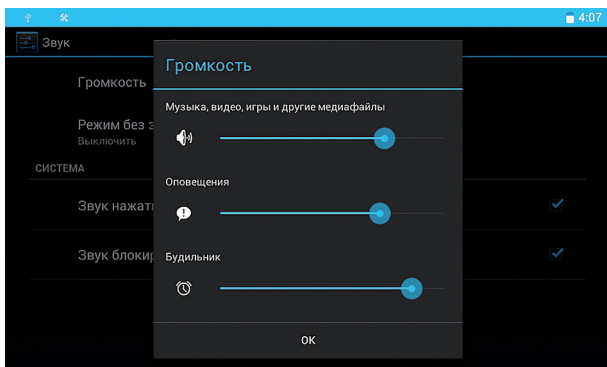 4:07
Звук
Громкость
Громкость
Музыка, видео, игры и другие медиафайлы
Режим без з
Выключить
СИСТЕМА
Оповещения
Звук нажат
Звук блокир
Будильник
ОК